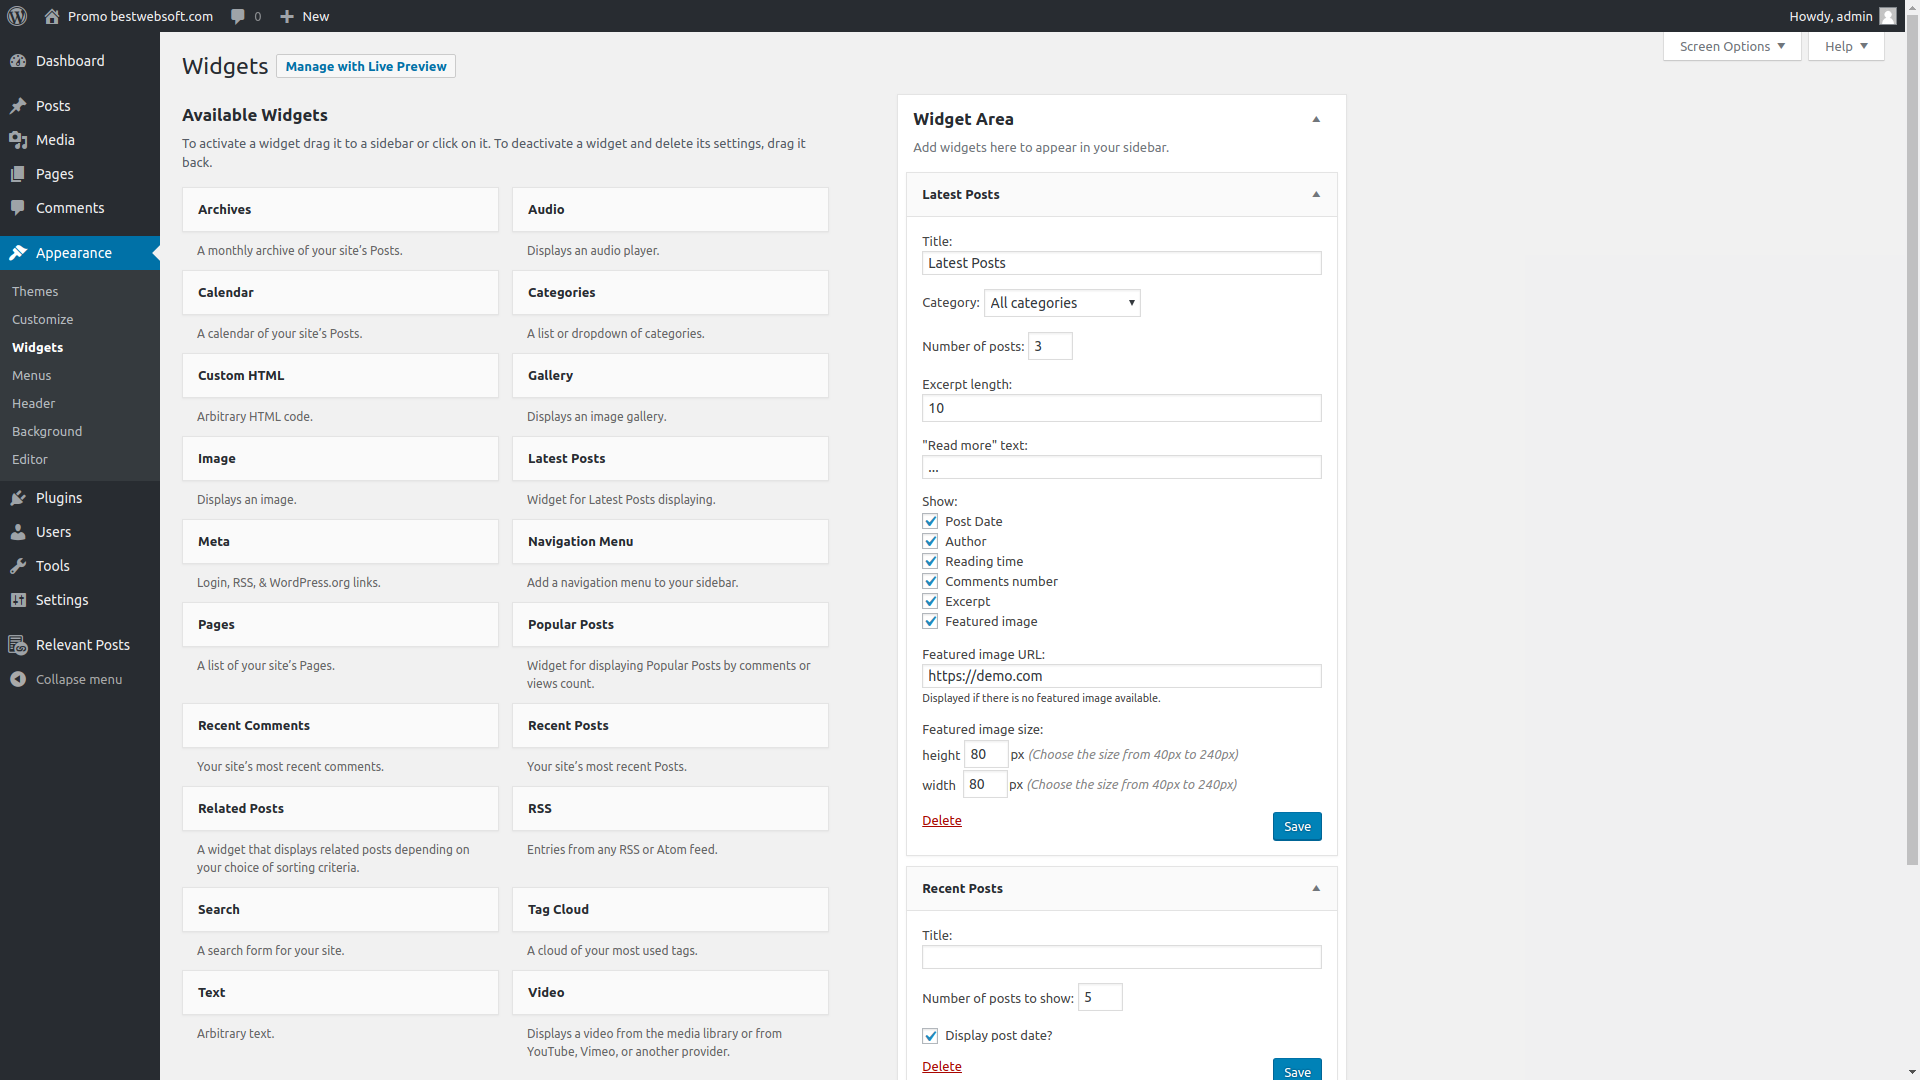 Promo bestwebsoft.com
0
New
Howdy, admin
Dashboard
Posts
Media
Pages
Comments
Appearance
Themes
Customize
Widgets
Menus
Header
Background
Editor
Plugins
Users
Tools
Settings
Relevant Posts
Collapse menu
Screen Options
Help
Widgets
Manage with Live Preview
Available Widgets
To activate a widget drag it to a sidebar or click on it. To deactivate a widget and delete its settings, drag it
back.
Archives
A monthly archive of your site's Posts.
Audio
Displays an audio player.
Calendar
A calendar of your site's Posts.
Categories
A list or dropdown of categories.
Custom HTML
Arbitrary HTML code.
Gallery
Displays an image gallery.
Image
Displays an image.
Latest Posts
Widget for Latest Posts displaying.
Meta
Login, RSS, & WordPress.org links.
Navigation Menu
Add a navigation menu to your sidebar.
Pages
A list of your site's Pages.
Popular Posts
Widget for displaying Popular Posts by comments or
views count.
Recent Comments
Your site's most recent comments.
Recent Posts
Your site's most recent Posts.
Related Posts
A widget that displays related posts depending on
your choice of sorting criteria.
RSS
Entries from any RSS or Atom feed.
Search
A search form for your site.
Tag Cloud
A cloud of your most used tags.
Text
Arbitrary text.
Video
Displays a video from the media library or from
YouTube, Vimeo, or another provider.
Widget Area
Add widgets here to appear in your sidebar.
Latest Posts
Title:
Latest Posts
Category: All categories
Number of posts: 3
Excerpt length:
10
"Read more" text:
...
Show:
Post Date
Author
Reading time
Comments number
Excerpt
Featured image
Featured image URL:
https://demo.com
Displayed if there is no featured image available.
Featured image size:
height 80 px (Choose the size from 40px to 240px)
width 80 px (Choose the size from 40px to 240px)
Delete
Save
Recent Posts
Title:
Number of posts to show: 5
Display post date?
Delete
Save